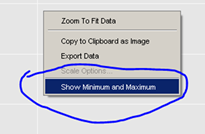 Zoom To Fit Data
Copy to Clipboard as Image
Export Data
Scale Options...
Show Minimum and Maximum